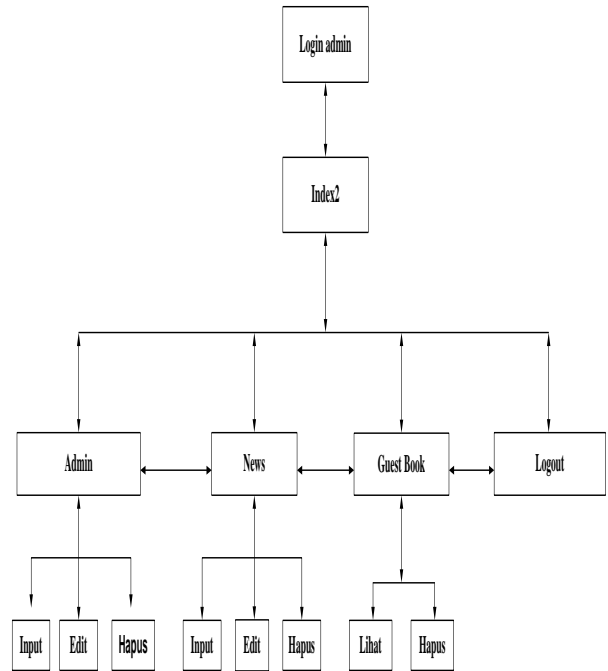 Login admin
Index2
Admin
News
Guest Book
Logout
Input
Edit
Hapus
Input
Edit
Hapus
Lihat
Hapus